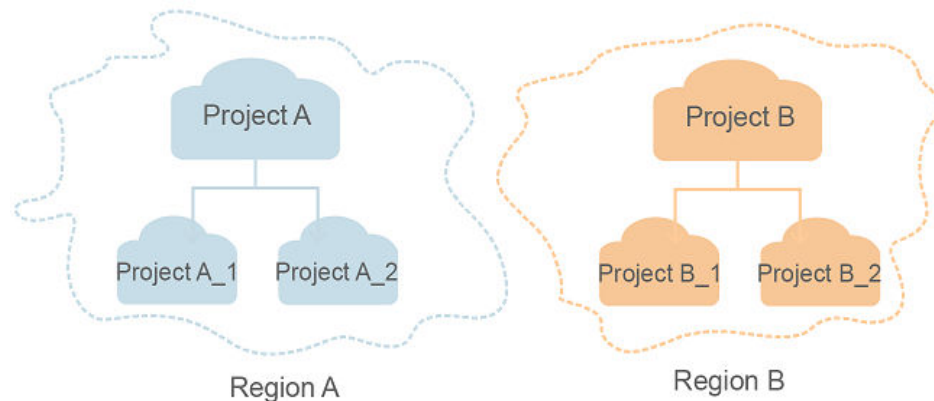 Project A
Project B
Project A_1
Project A_2
Project B_1
Project B_2
Region A
Region B